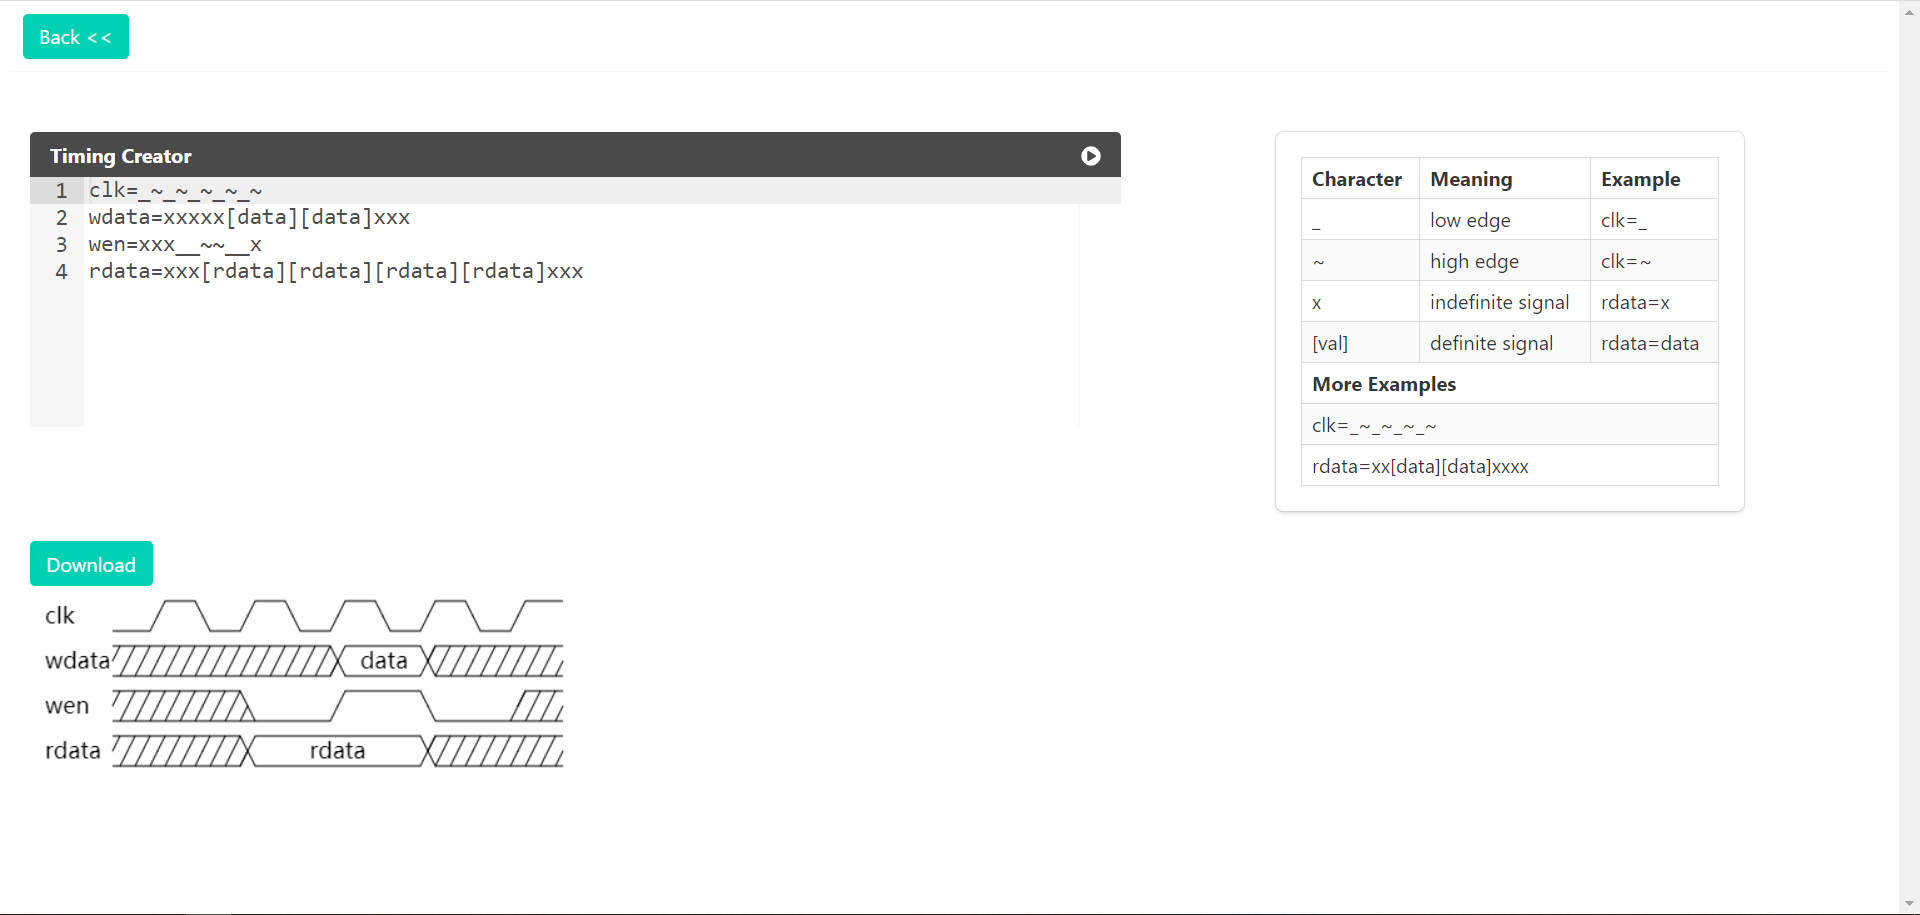 Back <<
Timing Creator
1 clk=_~_~_~_~_~
2 wdata=xxxxx[data][data]xxx
3 wen=xxx__~~__x
4 rdata=xxx[rdata][rdata][rdata][rdata]xxx
Character Meaning Example
_ low edge clk=_
~ high edge clk=~
x indefinite signal rdata=x
[val] definite signal rdata=data
More Examples
clk=_~_~_~_~
rdata=xx[data][data]xxxx
Download
clk
wdata data
wen
rdata rdata